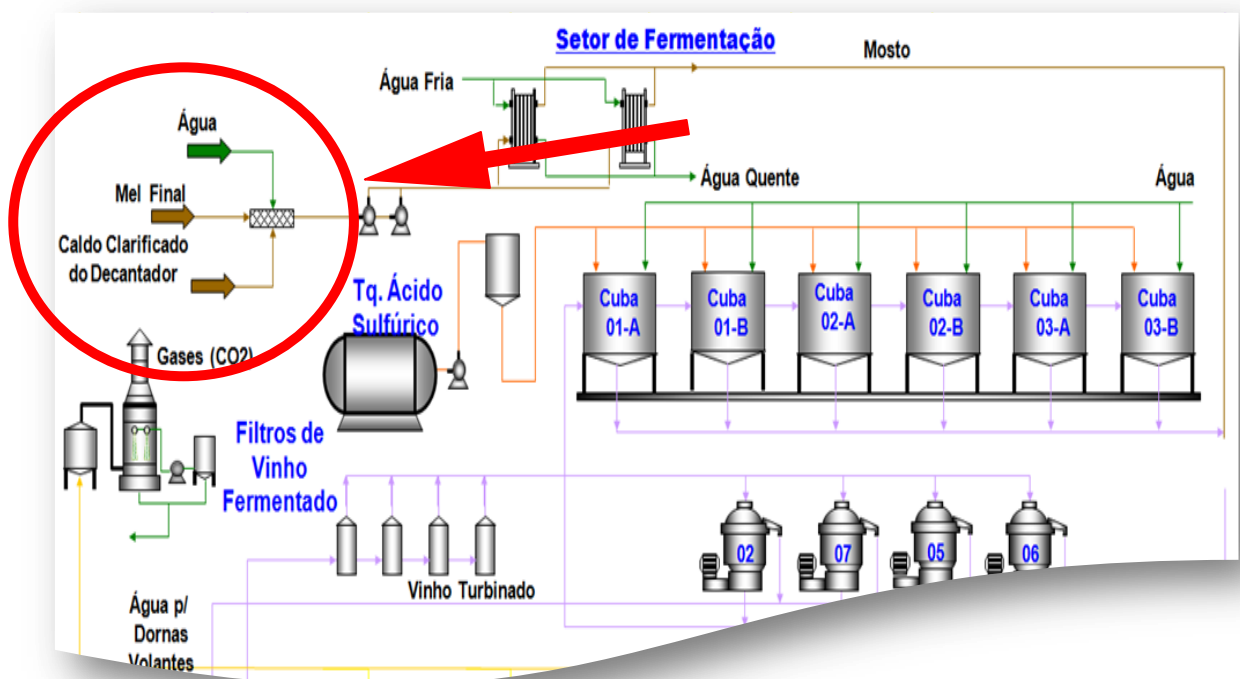 Setor de Fermentação
Mosto
Água Fria
Água
Água Quente
Água
Mel Final
Caldo Clarificado
do Decantador
Tq. Ácido
Sulfúrico
Cuba
01-A
Cuba
01-B
Cuba
02-A
Cuba
02-B
Cuba
03-A
Cuba
03-B
Gases (CO2)
Filtros de
Vinho
Fermentado
02
07
05
06
Vinho Turbinado
Água p/
Dornas
Volantes